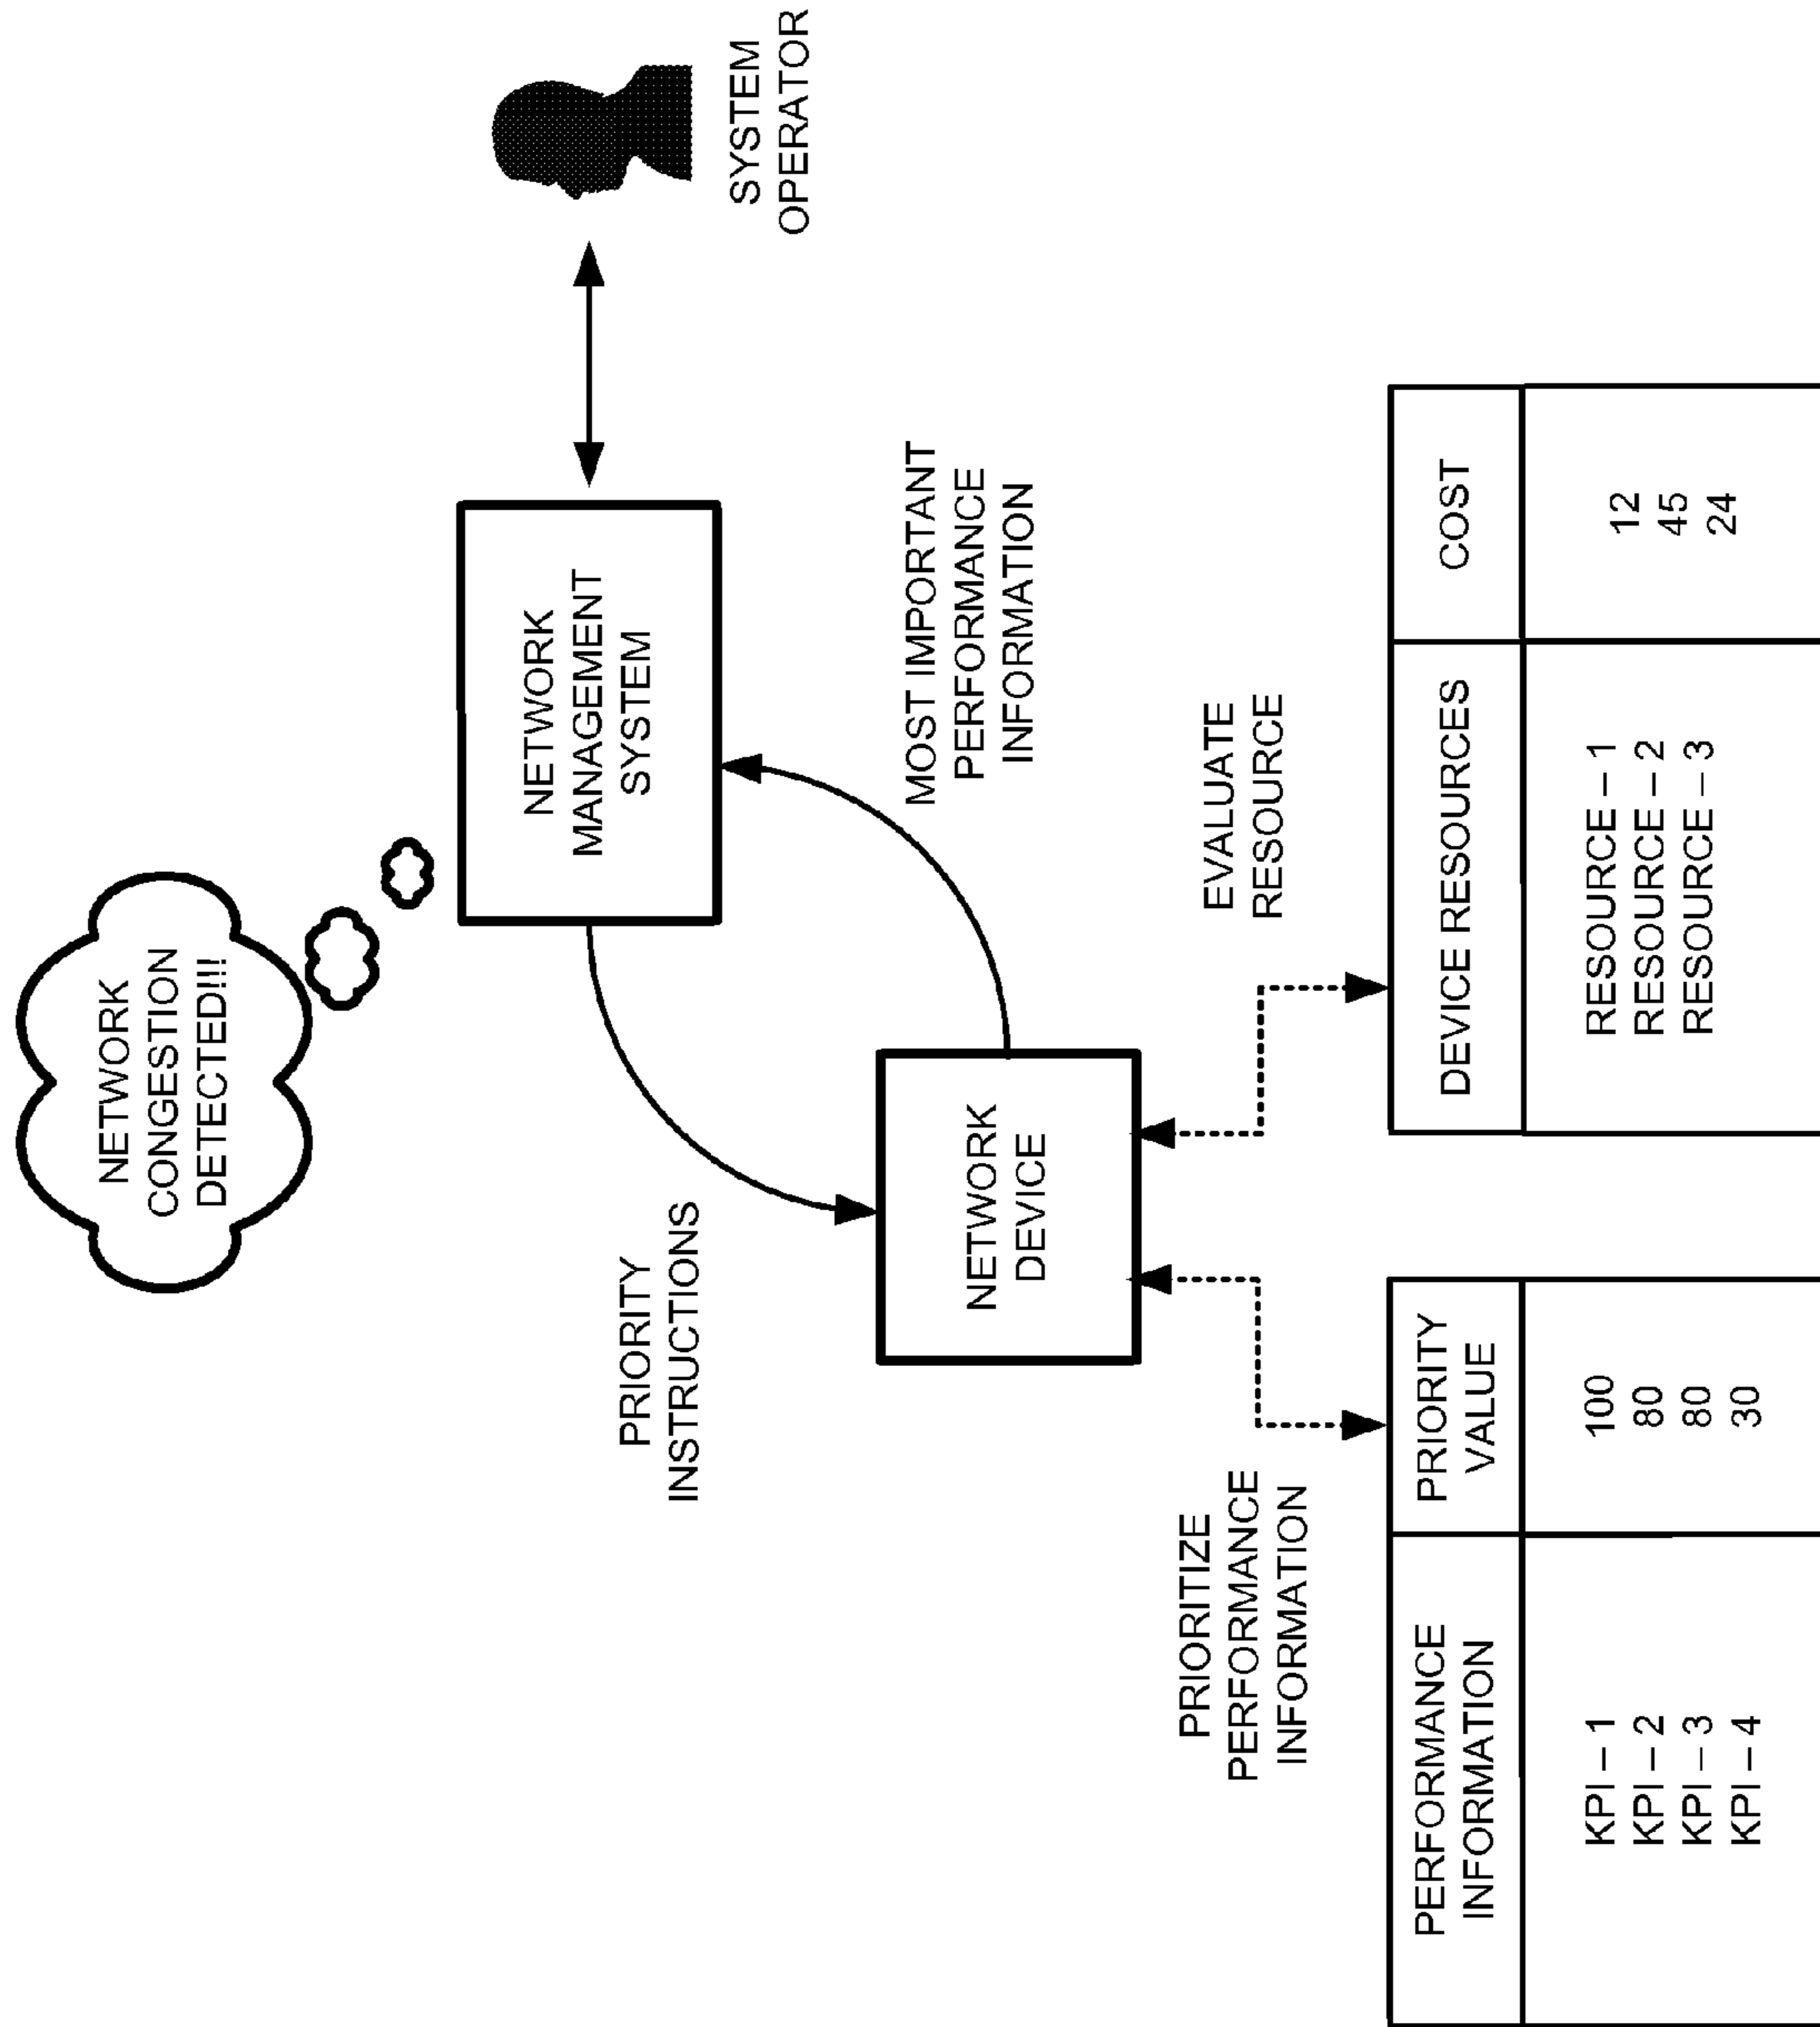 NETWORK
CONGESTION
DETECTED!!!
NETWORK
MANAGEMENT
SYSTEM
SYSTEM
OPERATOR
PRIORITY
INSTRUCTIONS
MOST IMPORTANT
PERFORMANCE
INFORMATION
NETWORK
DEVICE
PRIORITIZE
PERFORMANCE
INFORMATION
EVALUATE
RESOURCE
PERFORMANCE
INFORMATION
PRIORITY
VALUE
KPI – 1 100
KPI – 2 80
KPI – 3 80
KPI – 4 30
DEVICE RESOURCES COST
RESOURCE – 1 12
RESOURCE – 2 45
RESOURCE – 3 24